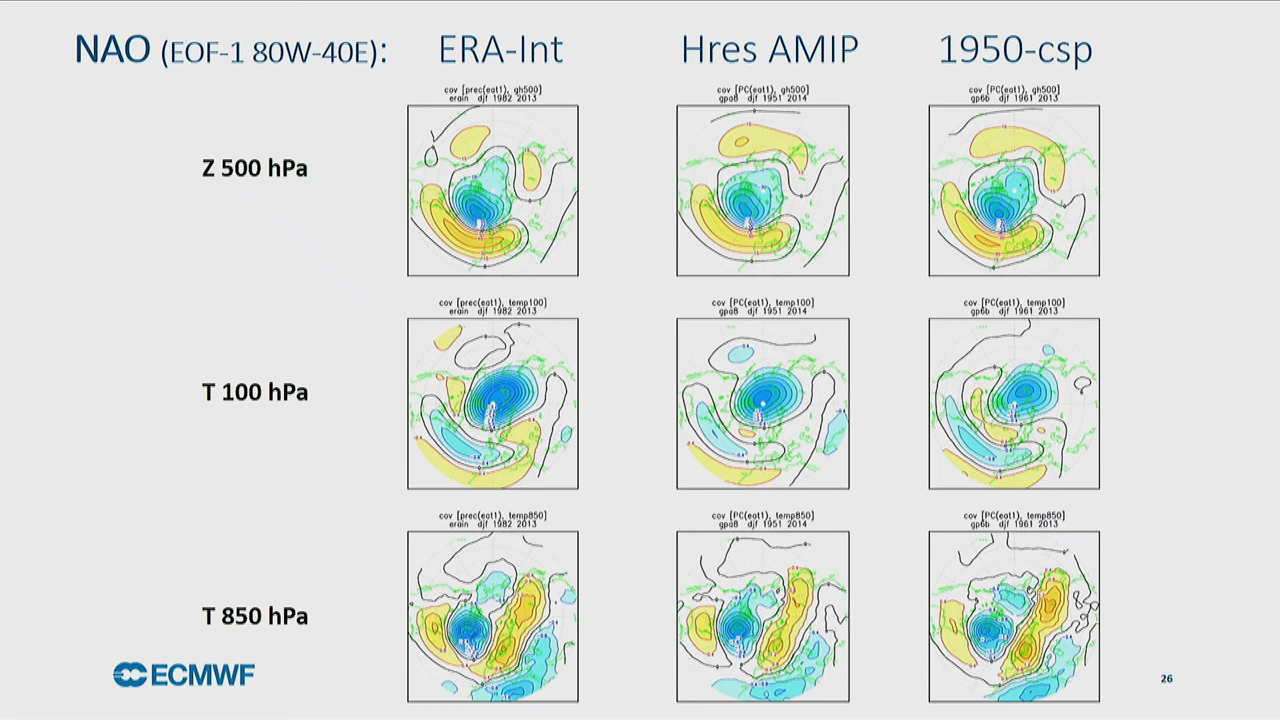 NAO (EOF-1 80W-40E):
ERA-Int
Hres AMIP
1950-csp
cov [prec(eat1), gh500]
erain djf 1982 2013
cov [PC(eat1), gh500]
gpa8 djf 1951 2014
cov [PC(eat1), gh500]
gp6b djf 1961 2013
Z 500 hPa
cov [prec(eat1), temp100]
erain djf 1982 2013
cov [PC(eat1), temp100]
gpa8 djf 1951 2014
cov [PC(eat1), temp100]
gp6b djf 1961 2013
T 100 hPa
cov [prec(eat1), temp850]
erain djf 1982 2013
cov [PC(eat1), temp850]
gpa8 djf 1951 2014
cov [PC(eat1), temp850]
gp6b djf 1961 2013
T 850 hPa
ECMWF
26